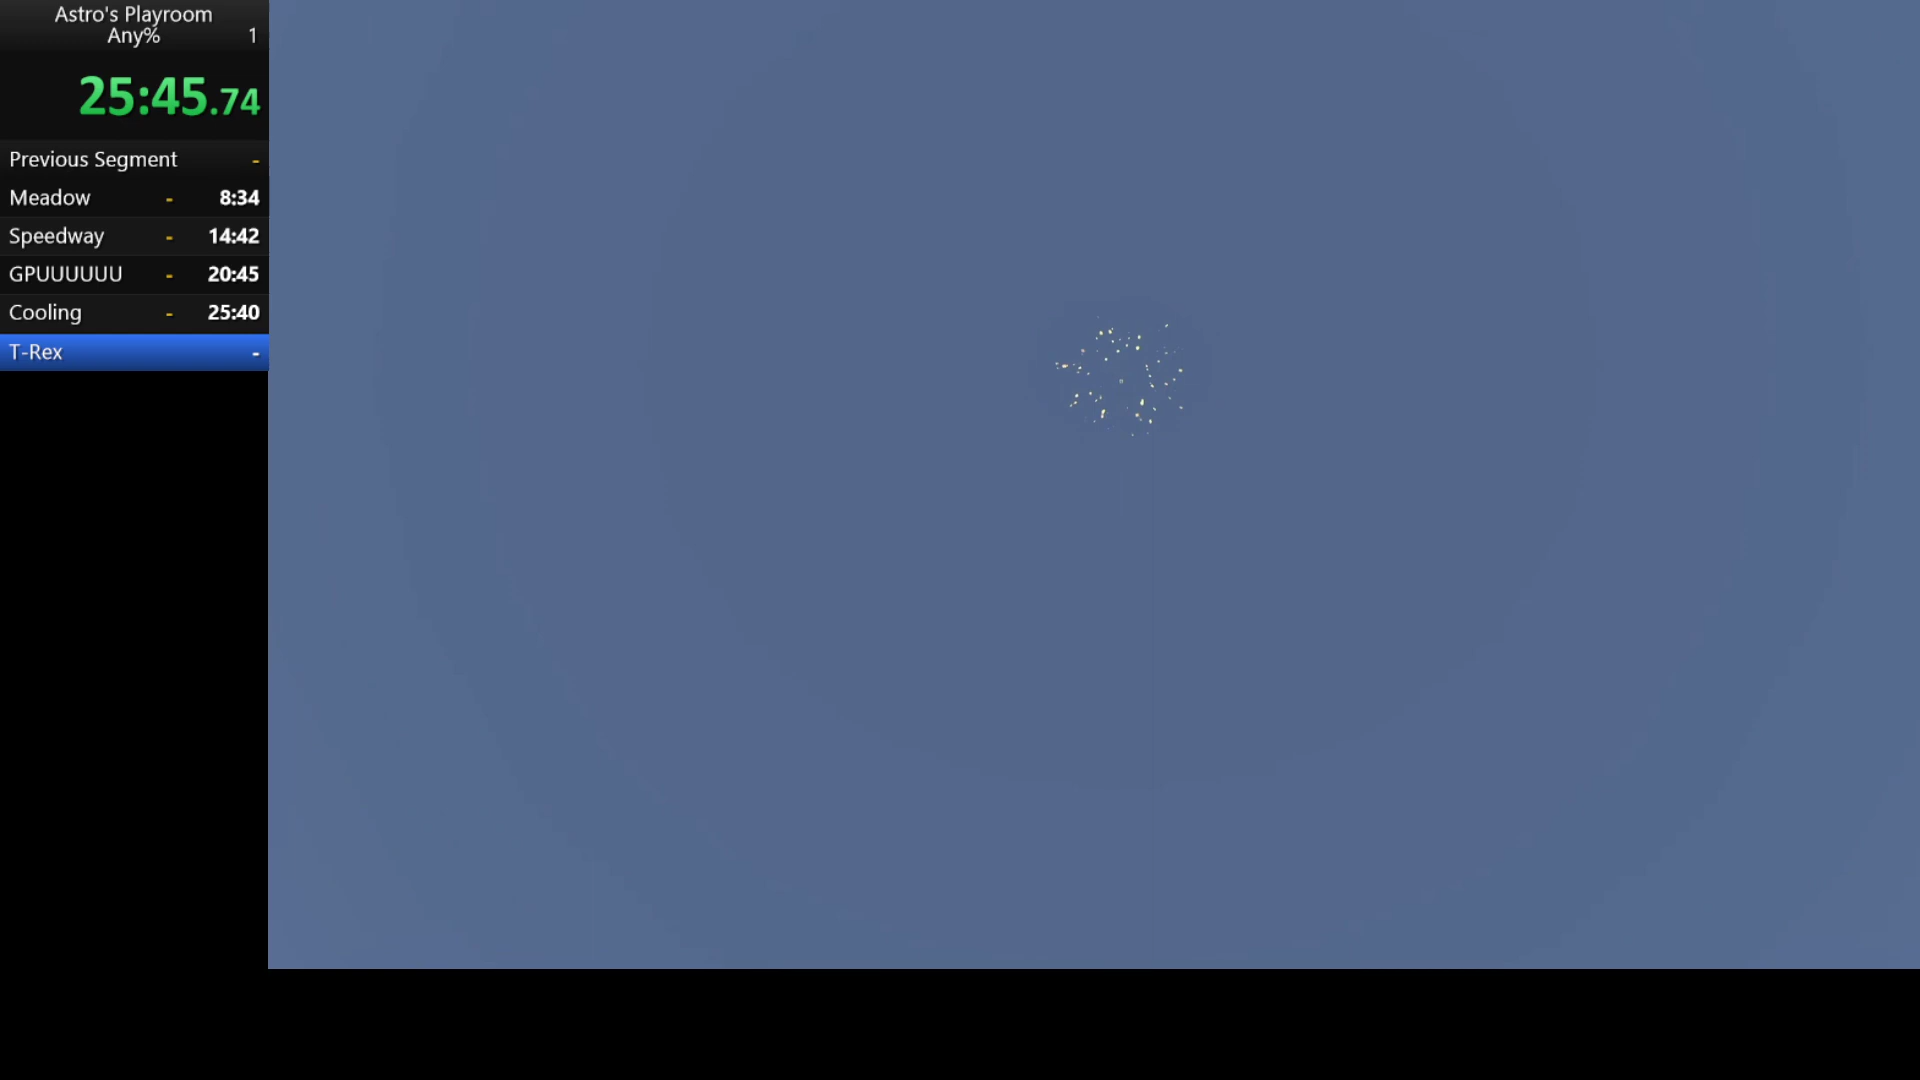 Astro's Playroom
Any% 1
25:45.74
Previous Segment -
Meadow - 8:34
Speedway - 14:42
GPUUUUUU - 20:45
Cooling - 25:40
T-Rex -